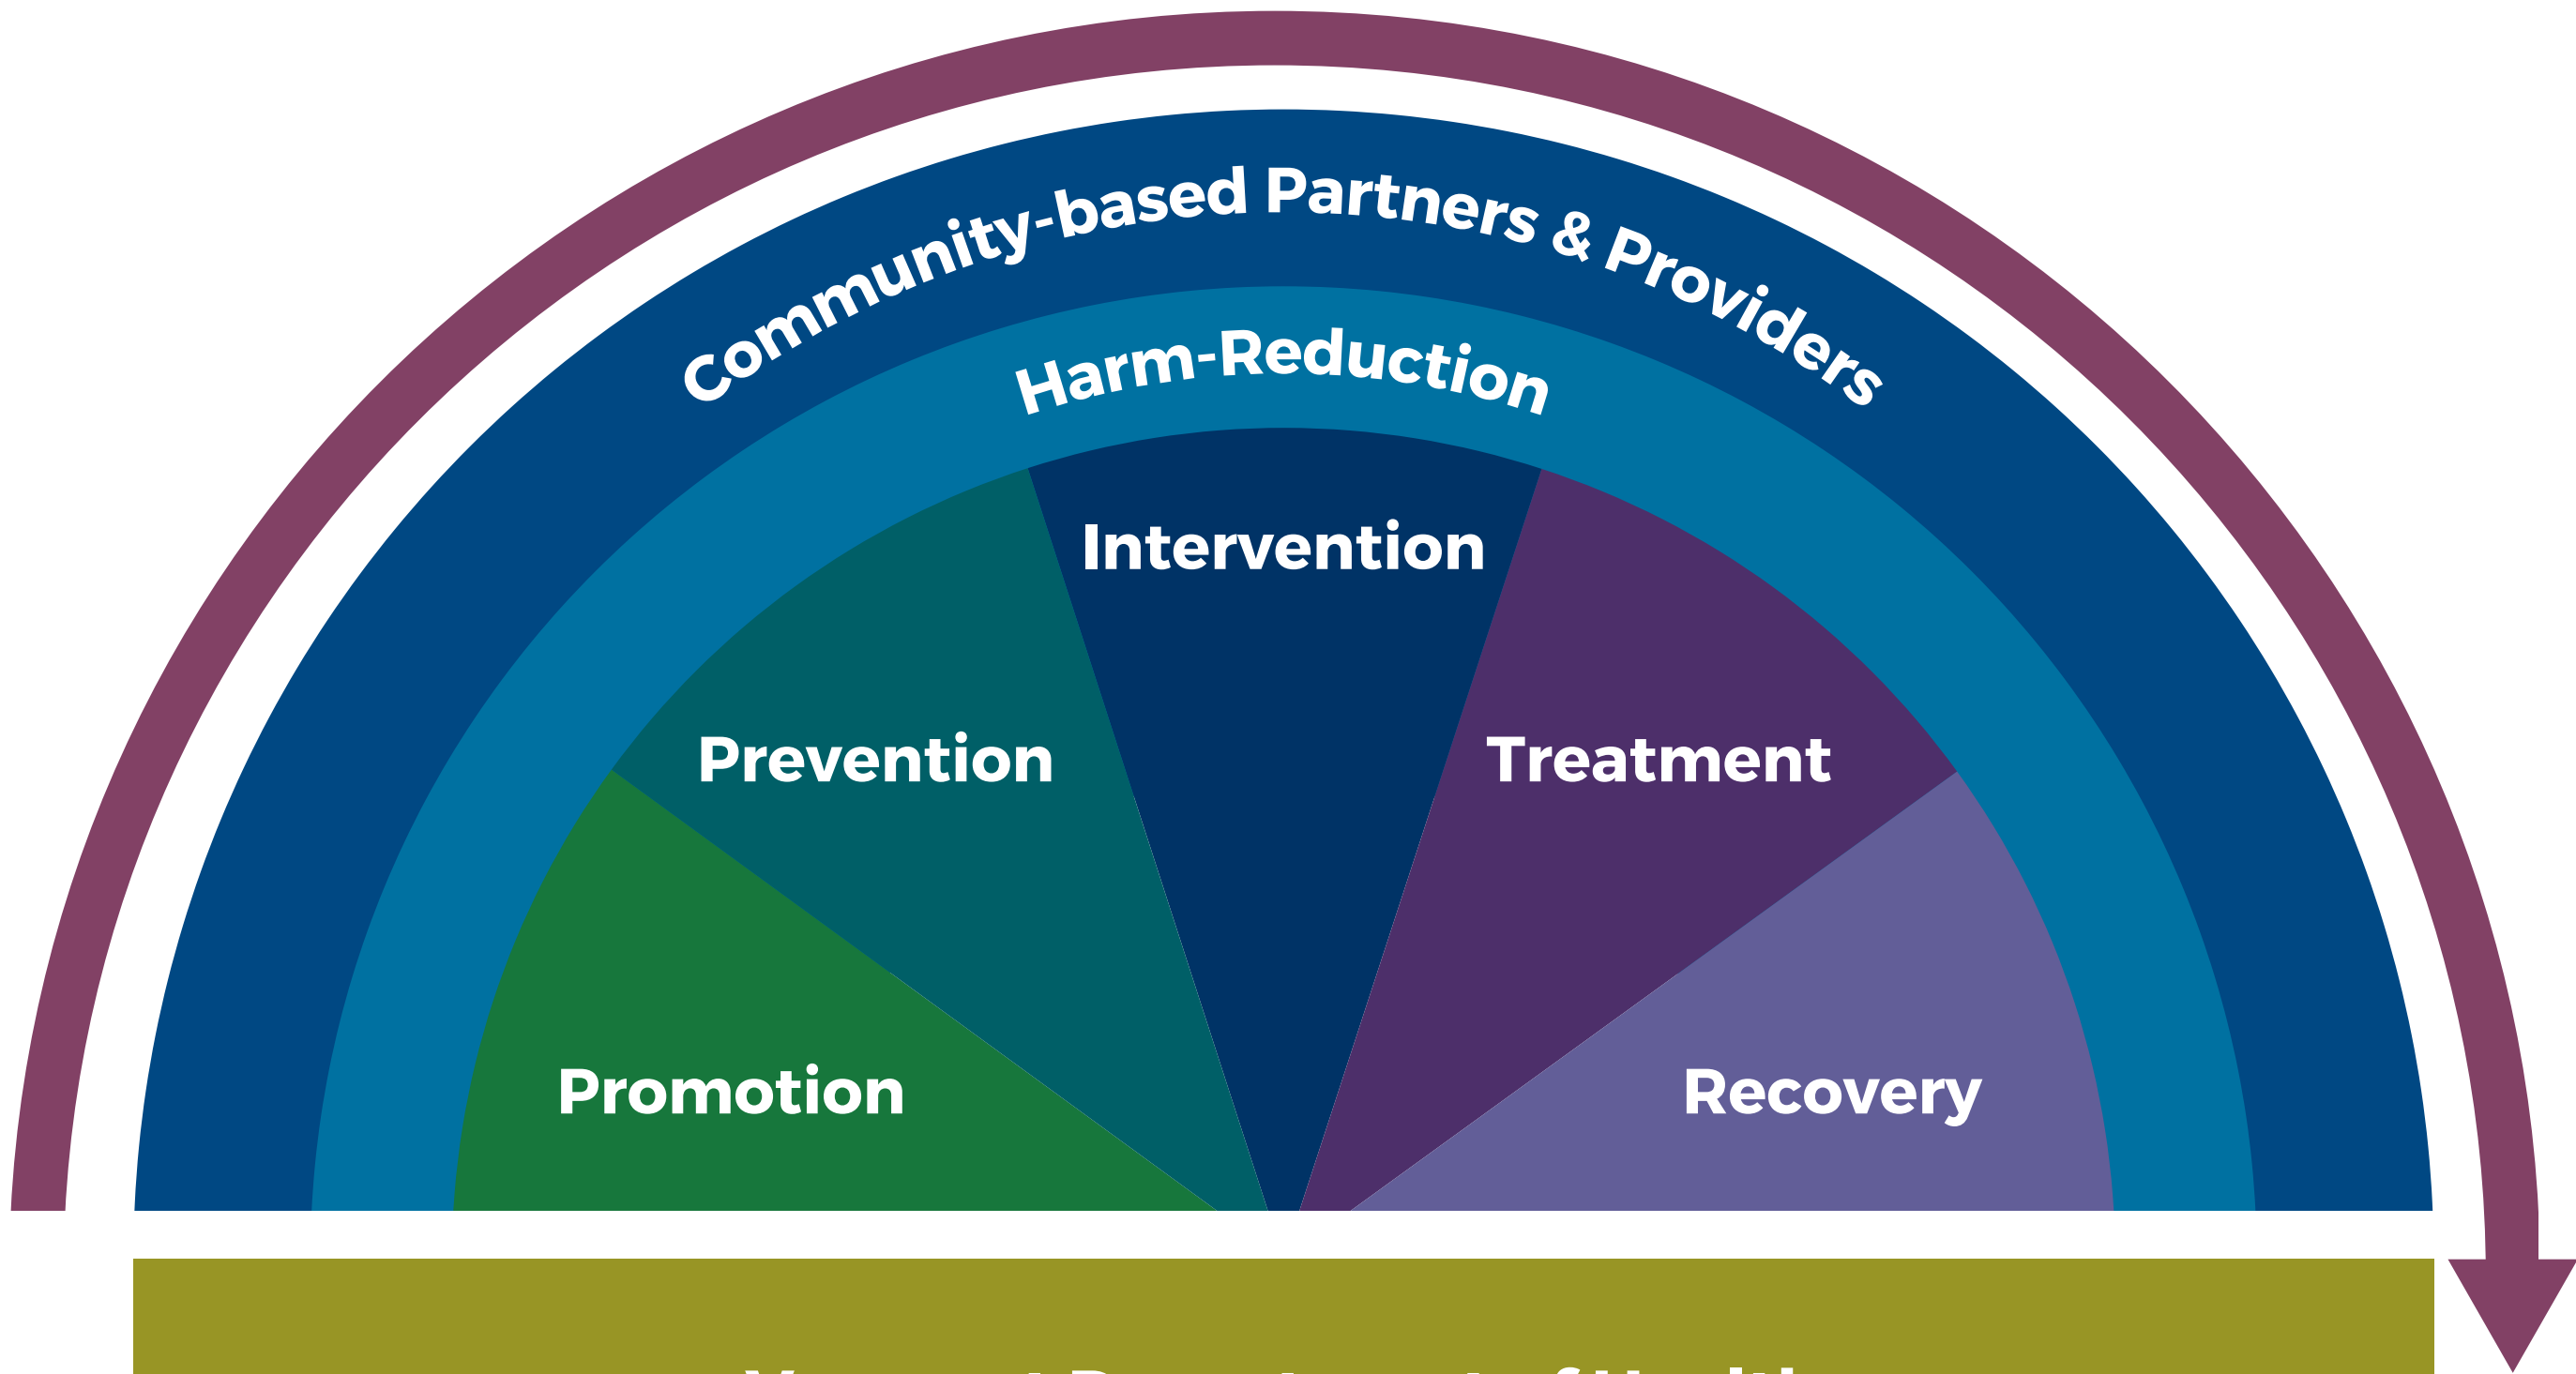 Community-based Partners & Providers
Harm-Reduction
Intervention
Prevention
Treatment
Promotion
Recovery